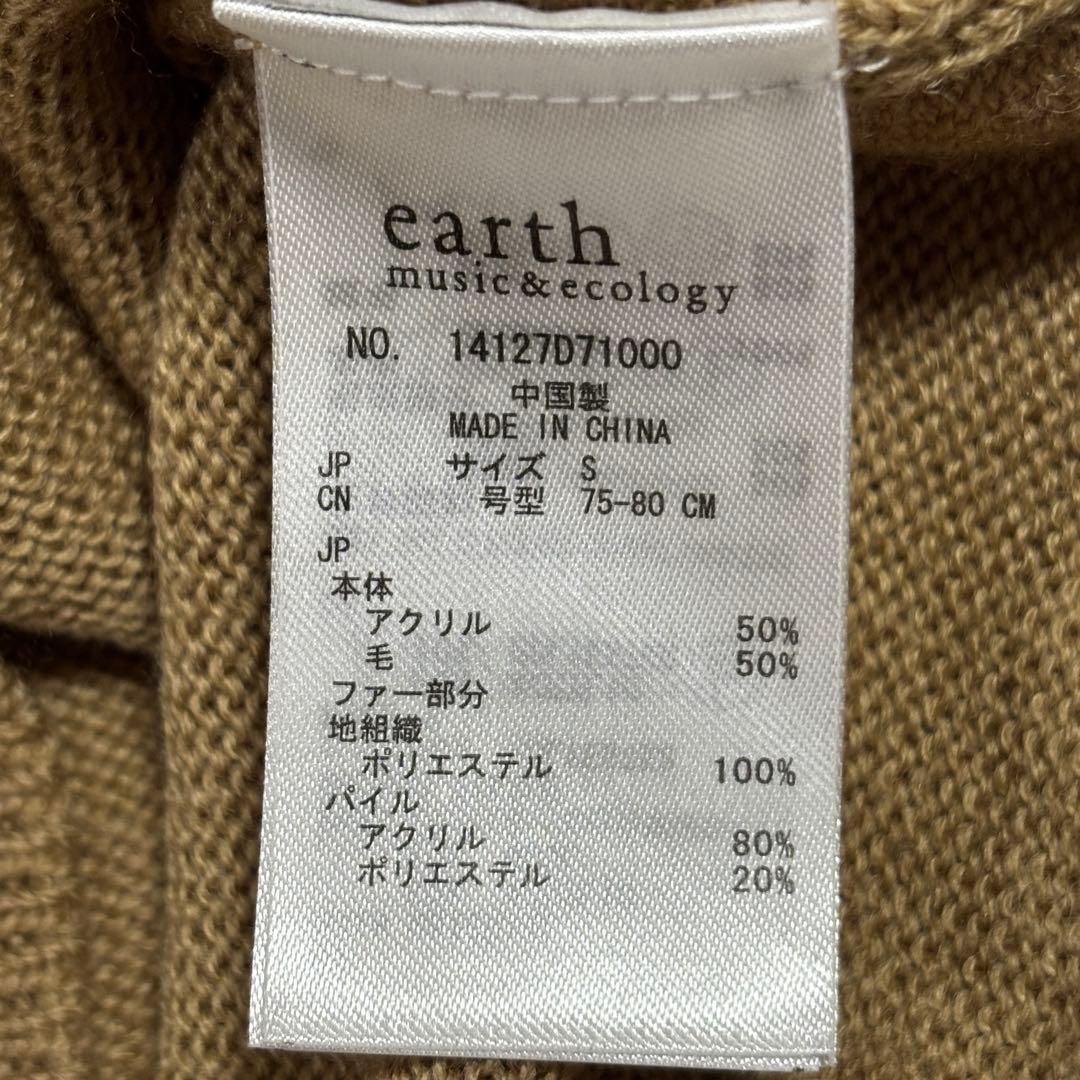 earth
music&ecology
NO. 14127D71000
中国製
MADE IN CHINA
JP サイズ S
CN 号型 75-80 CM
JP
本体
アクリル 50%
毛 50%
ファー部分
地組織
ポリエステル 100%
パイル
アクリル 80%
ポリエステル 20%